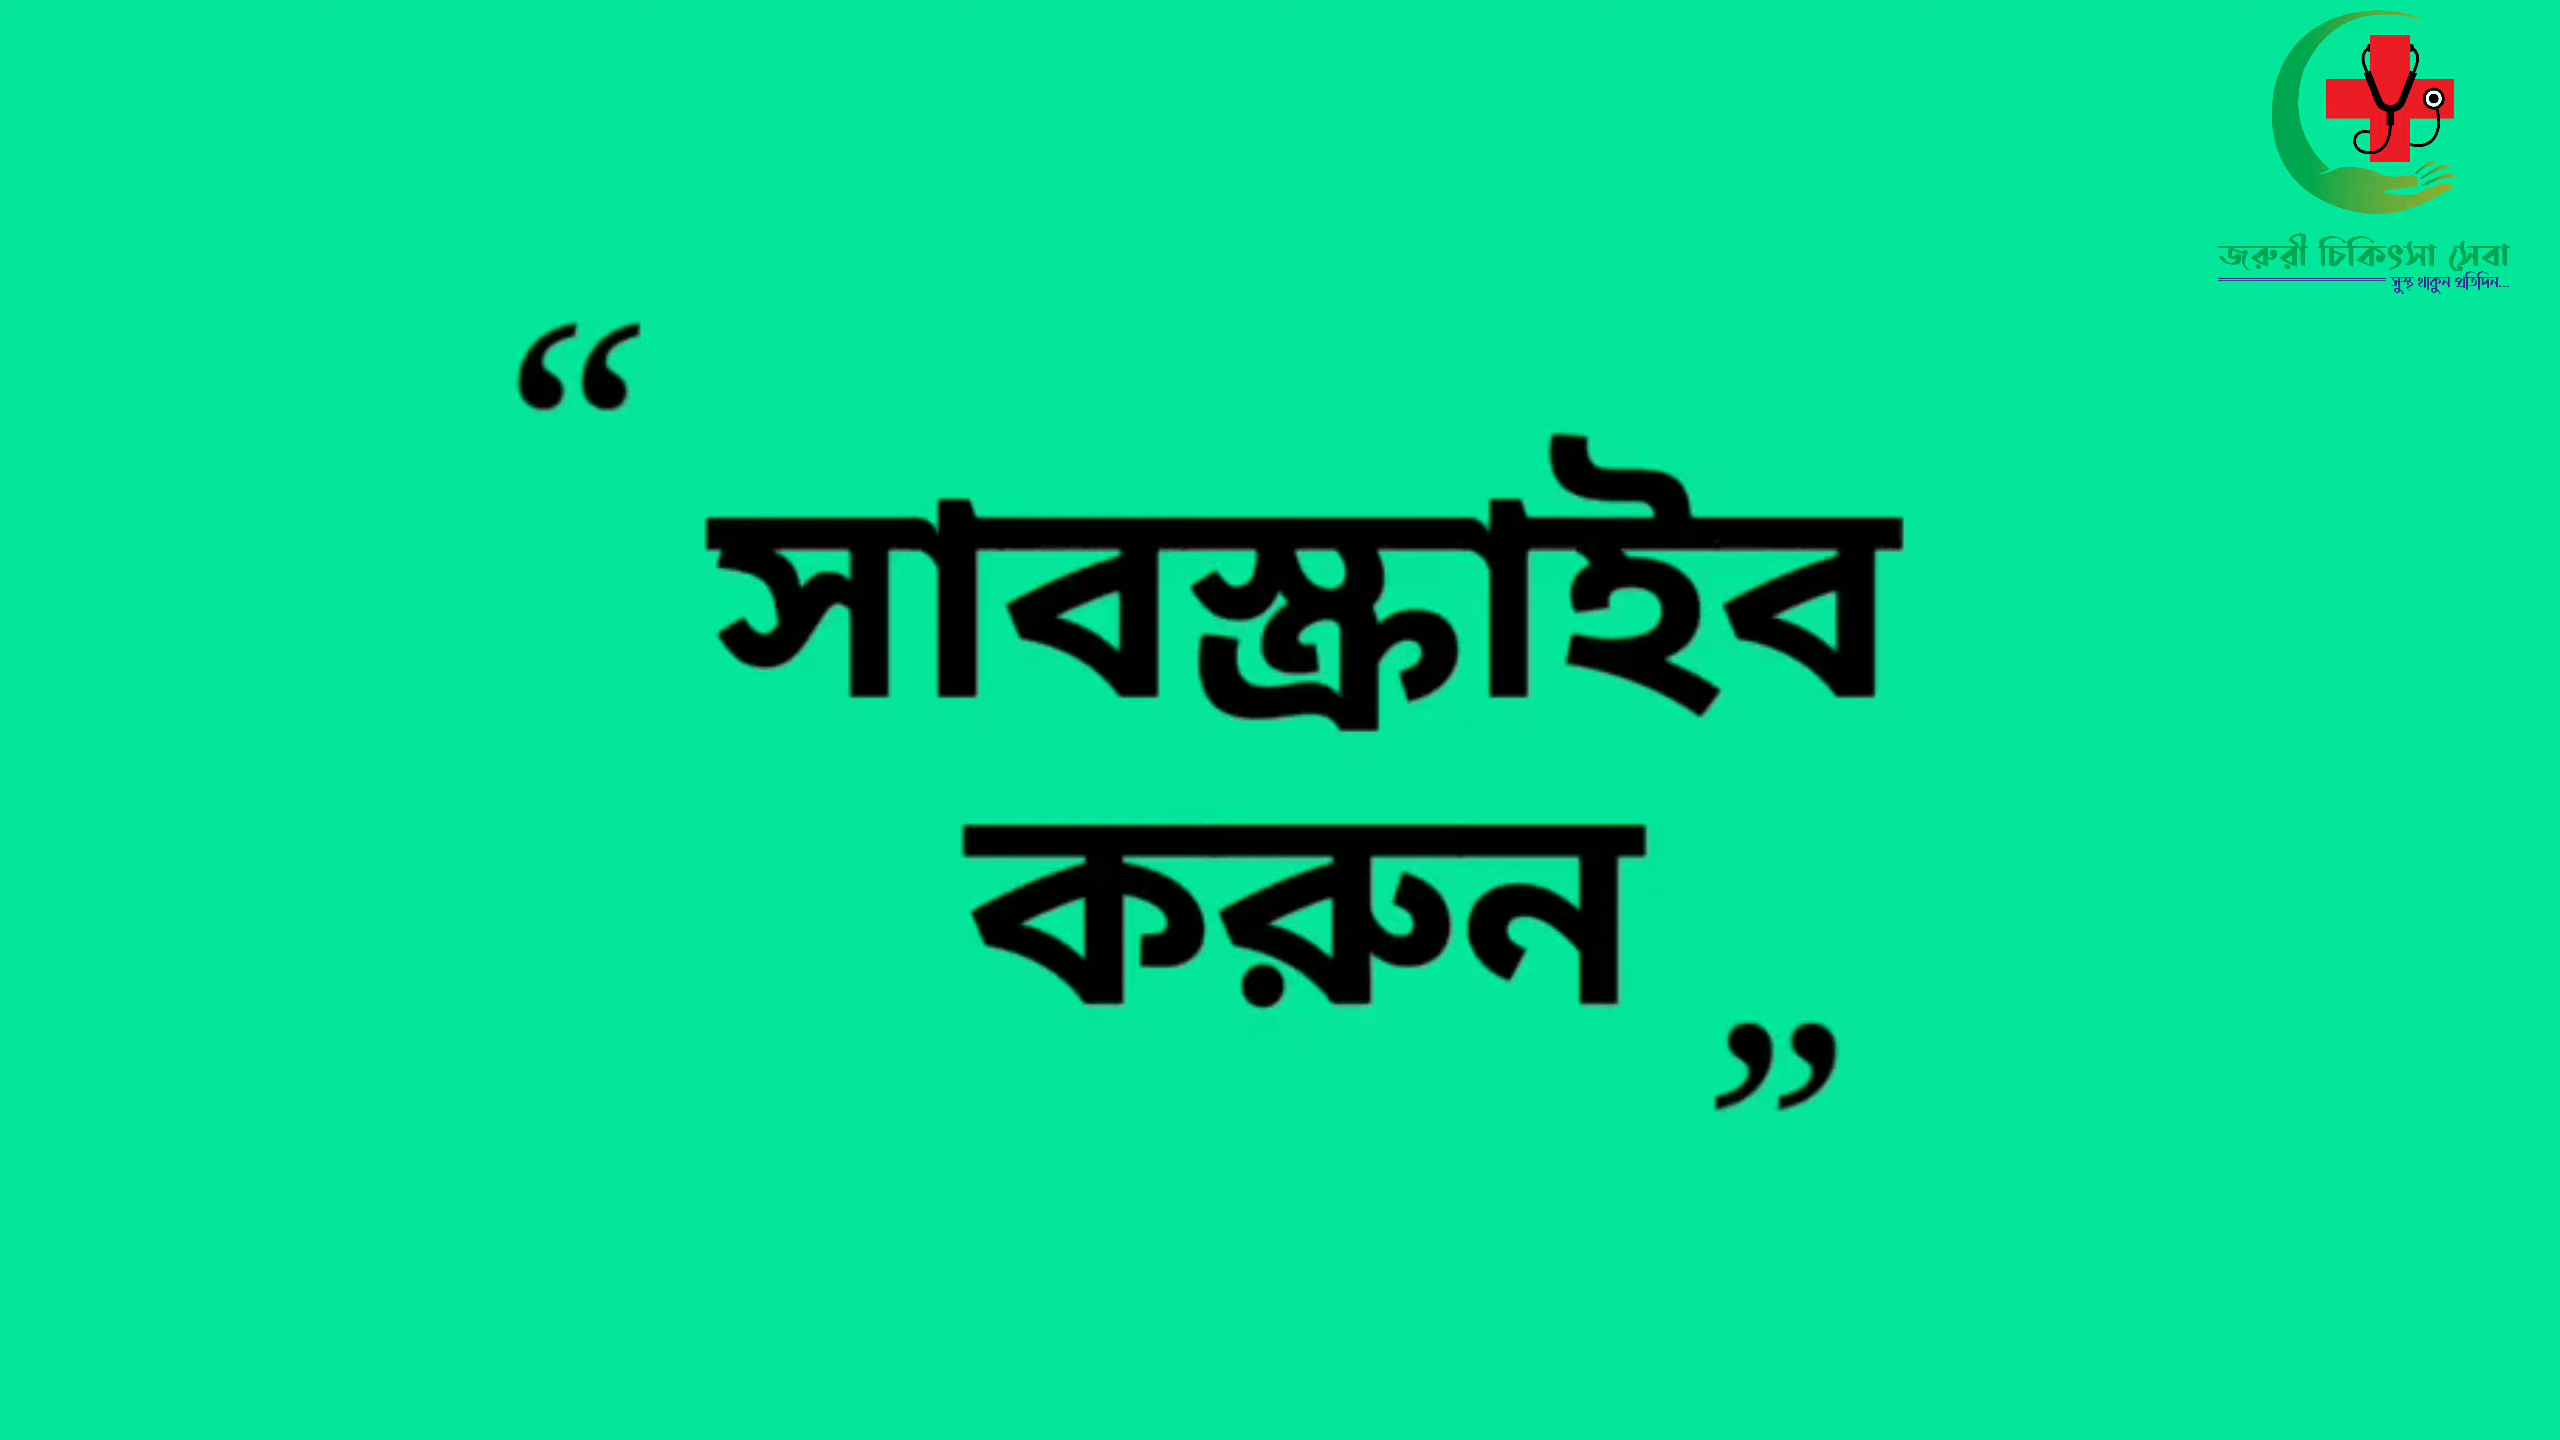 জরুরী চিকিৎসা সেবা
সুস্থ থাকুন প্রতিদিন...
“
সাবস্ক্রাইব
করুন
”